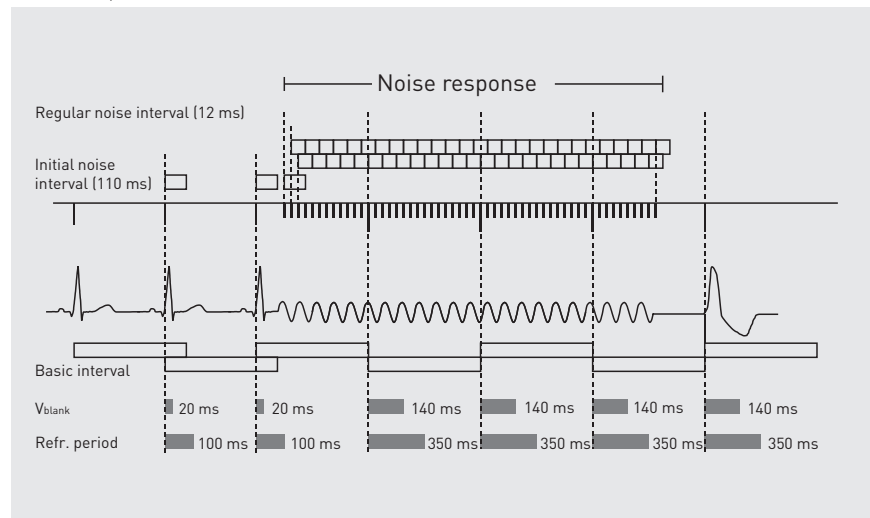 Noise response
Regular noise interval (12 ms)
Initial noise
interval (110 ms)
Basic interval
Vblank 20 ms 20 ms 140 ms 140 ms 140 ms 140 ms
Refr. period 100 ms 100 ms 350 ms 350 ms 350 ms 350 ms